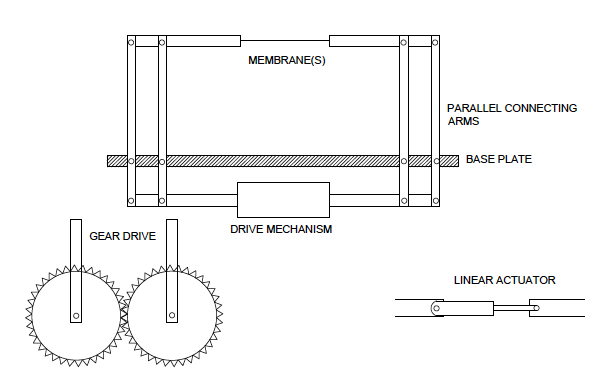 MEMBRANE(S)
PARALLEL CONNECTING
ARMS
BASE PLATE
DRIVE MECHANISM
GEAR DRIVE
LINEAR ACTUATOR